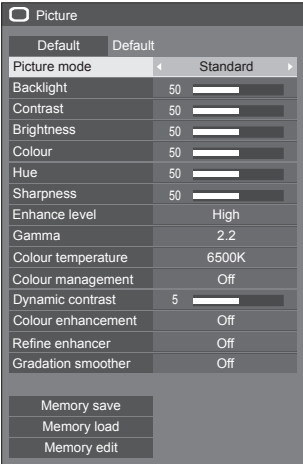 Picture
Default Default
Picture mode Standard
Backlight 50
Contrast 50
Brightness 50
Colour 50
Hue 50
Sharpness 50
Enhance level High
Gamma 2.2
Colour temperature 6500K
Colour management Off
Dynamic contrast 5
Colour enhancement Off
Refine enhancer Off
Gradation smoother Off
Memory save
Memory load
Memory edit